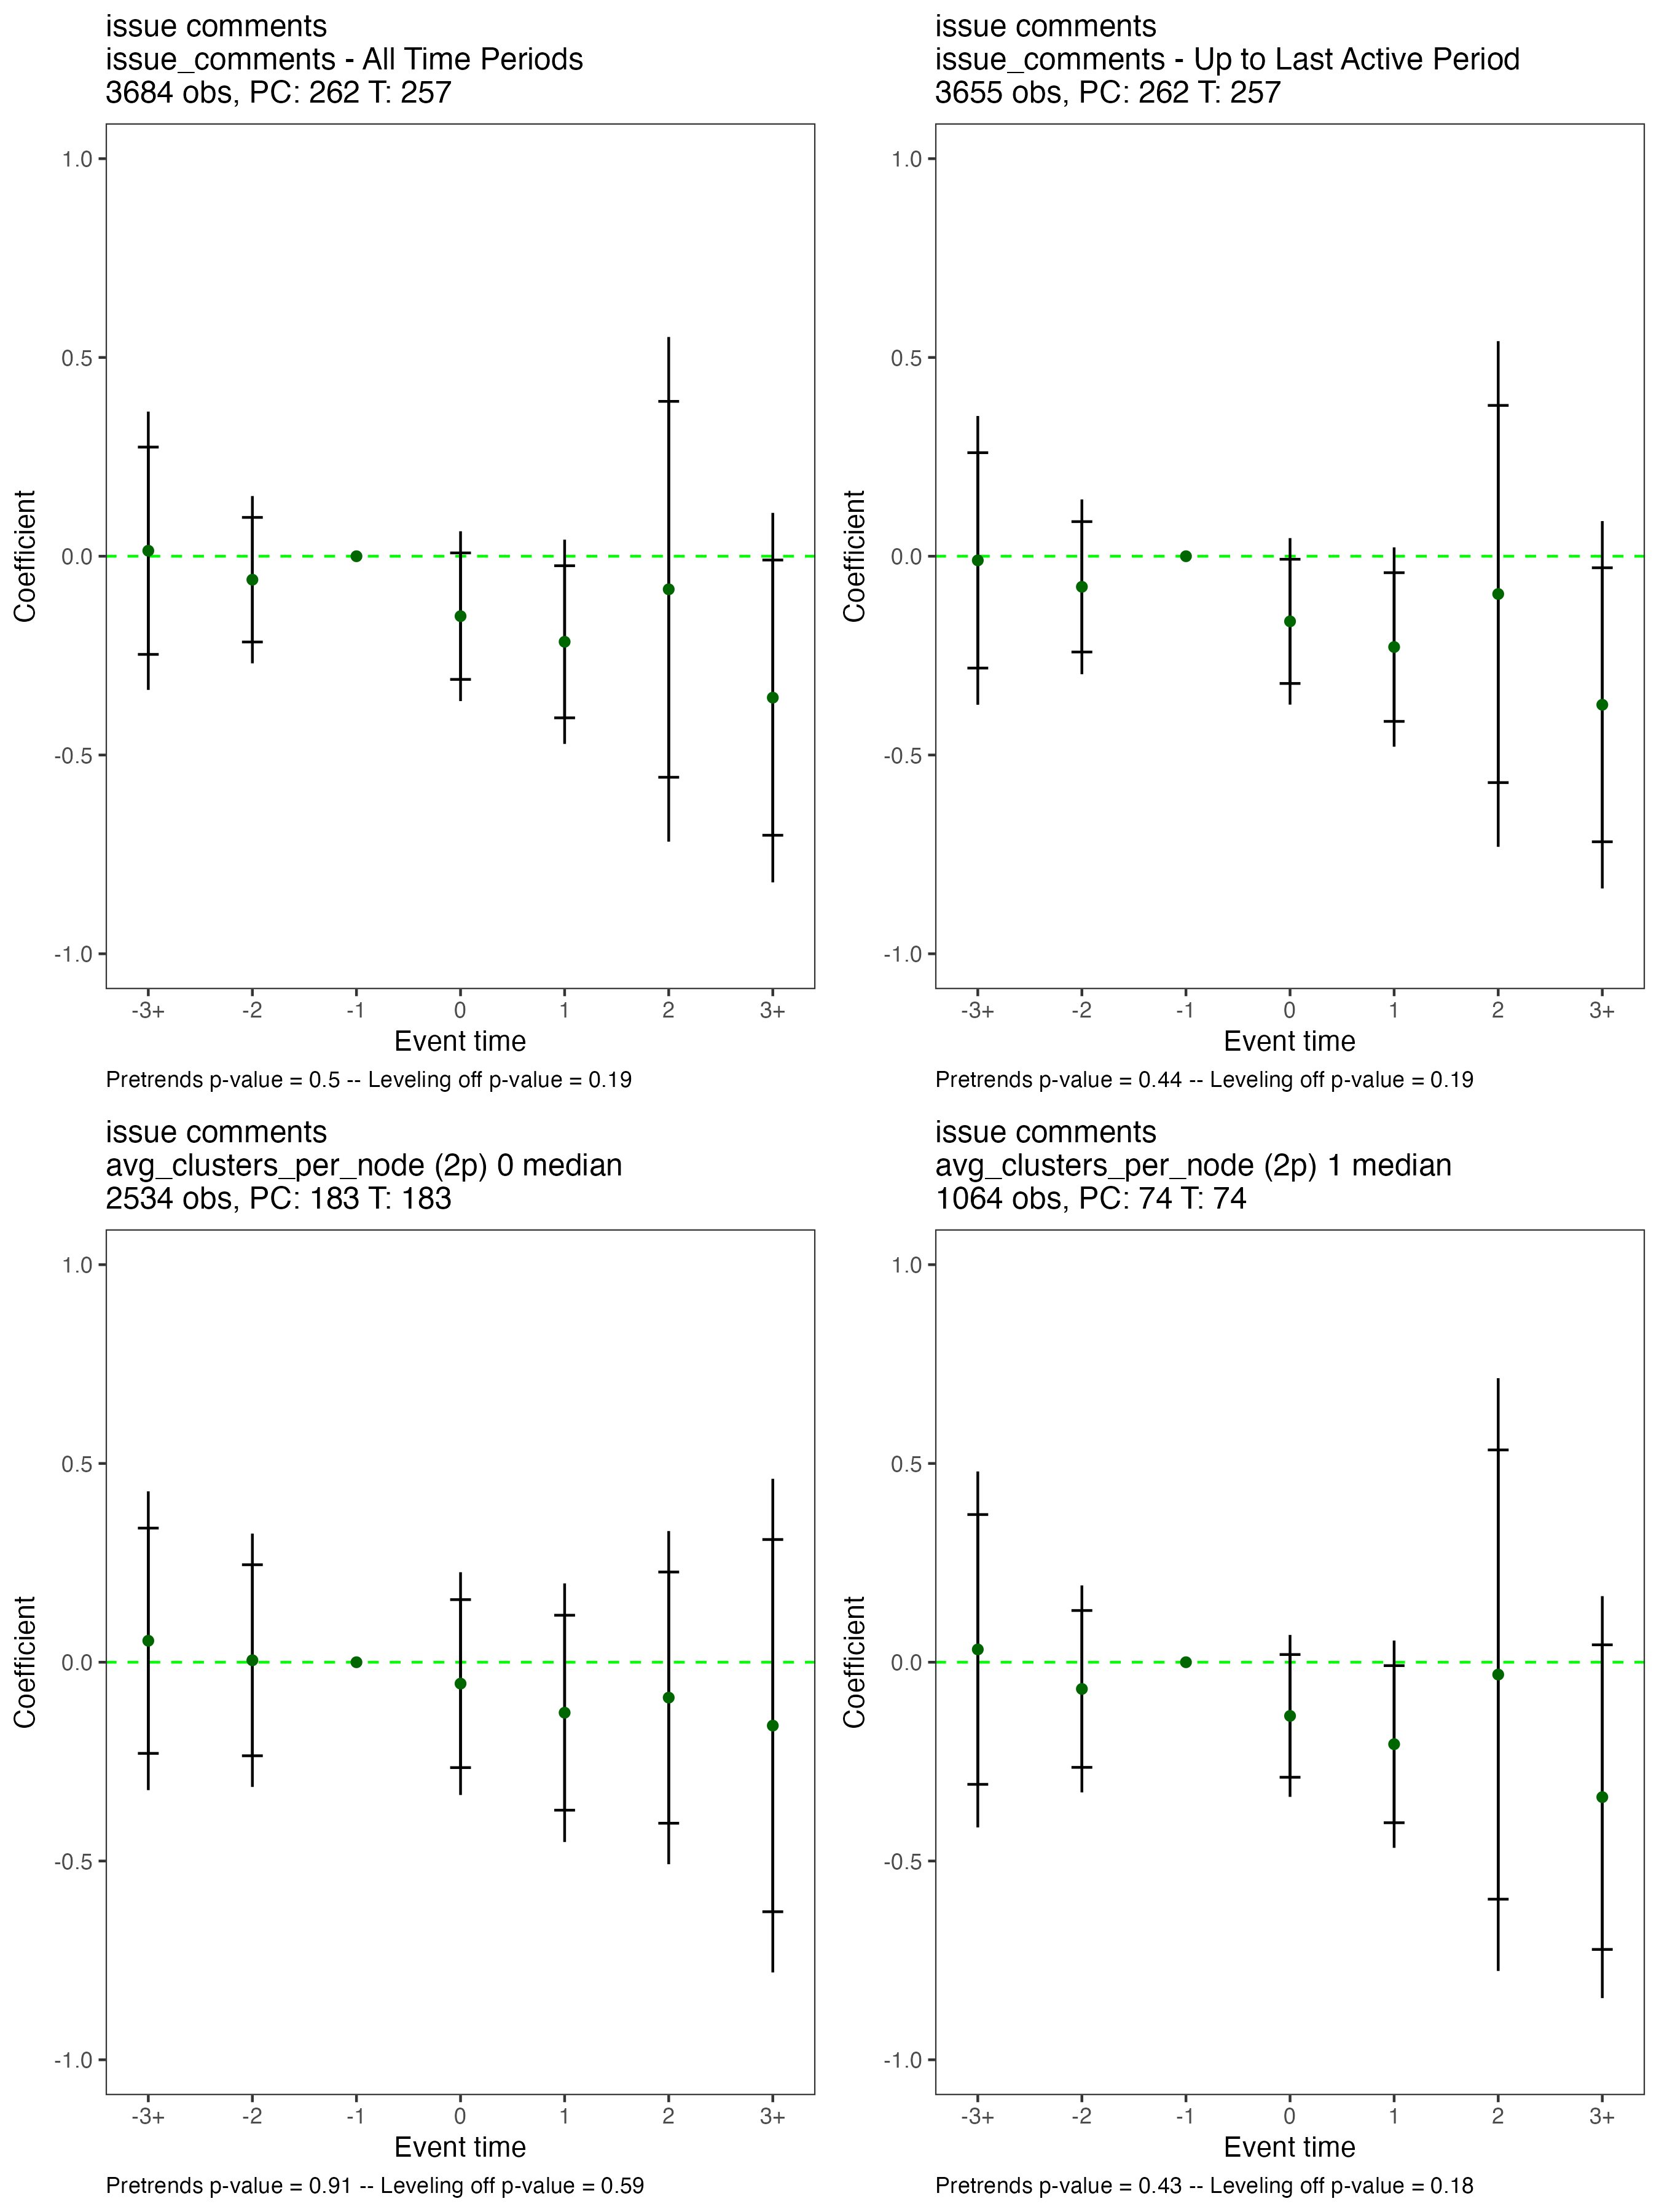 issue comments
issue_comments - All Time Periods
3684 obs, PC: 262 T: 257
1.0
0.5
0.0
-0.5
-1.0
Coefficient
-3+ -2 -1 0 1 2 3+
Event time
Pretrends p-value = 0.5 -- Leveling off p-value = 0.19
issue comments
issue_comments - Up to Last Active Period
3655 obs, PC: 262 T: 257
1.0
0.5
0.0
-0.5
-1.0
Coefficient
-3+ -2 -1 0 1 2 3+
Event time
Pretrends p-value = 0.44 -- Leveling off p-value = 0.19
issue comments
avg_clusters_per_node (2p) 0 median
2534 obs, PC: 183 T: 183
1.0
0.5
0.0
-0.5
-1.0
Coefficient
-3+ -2 -1 0 1 2 3+
Event time
Pretrends p-value = 0.91 -- Leveling off p-value = 0.59
issue comments
avg_clusters_per_node (2p) 1 median
1064 obs, PC: 74 T: 74
1.0
0.5
0.0
-0.5
-1.0
Coefficient
-3+ -2 -1 0 1 2 3+
Event time
Pretrends p-value = 0.43 -- Leveling off p-value = 0.18